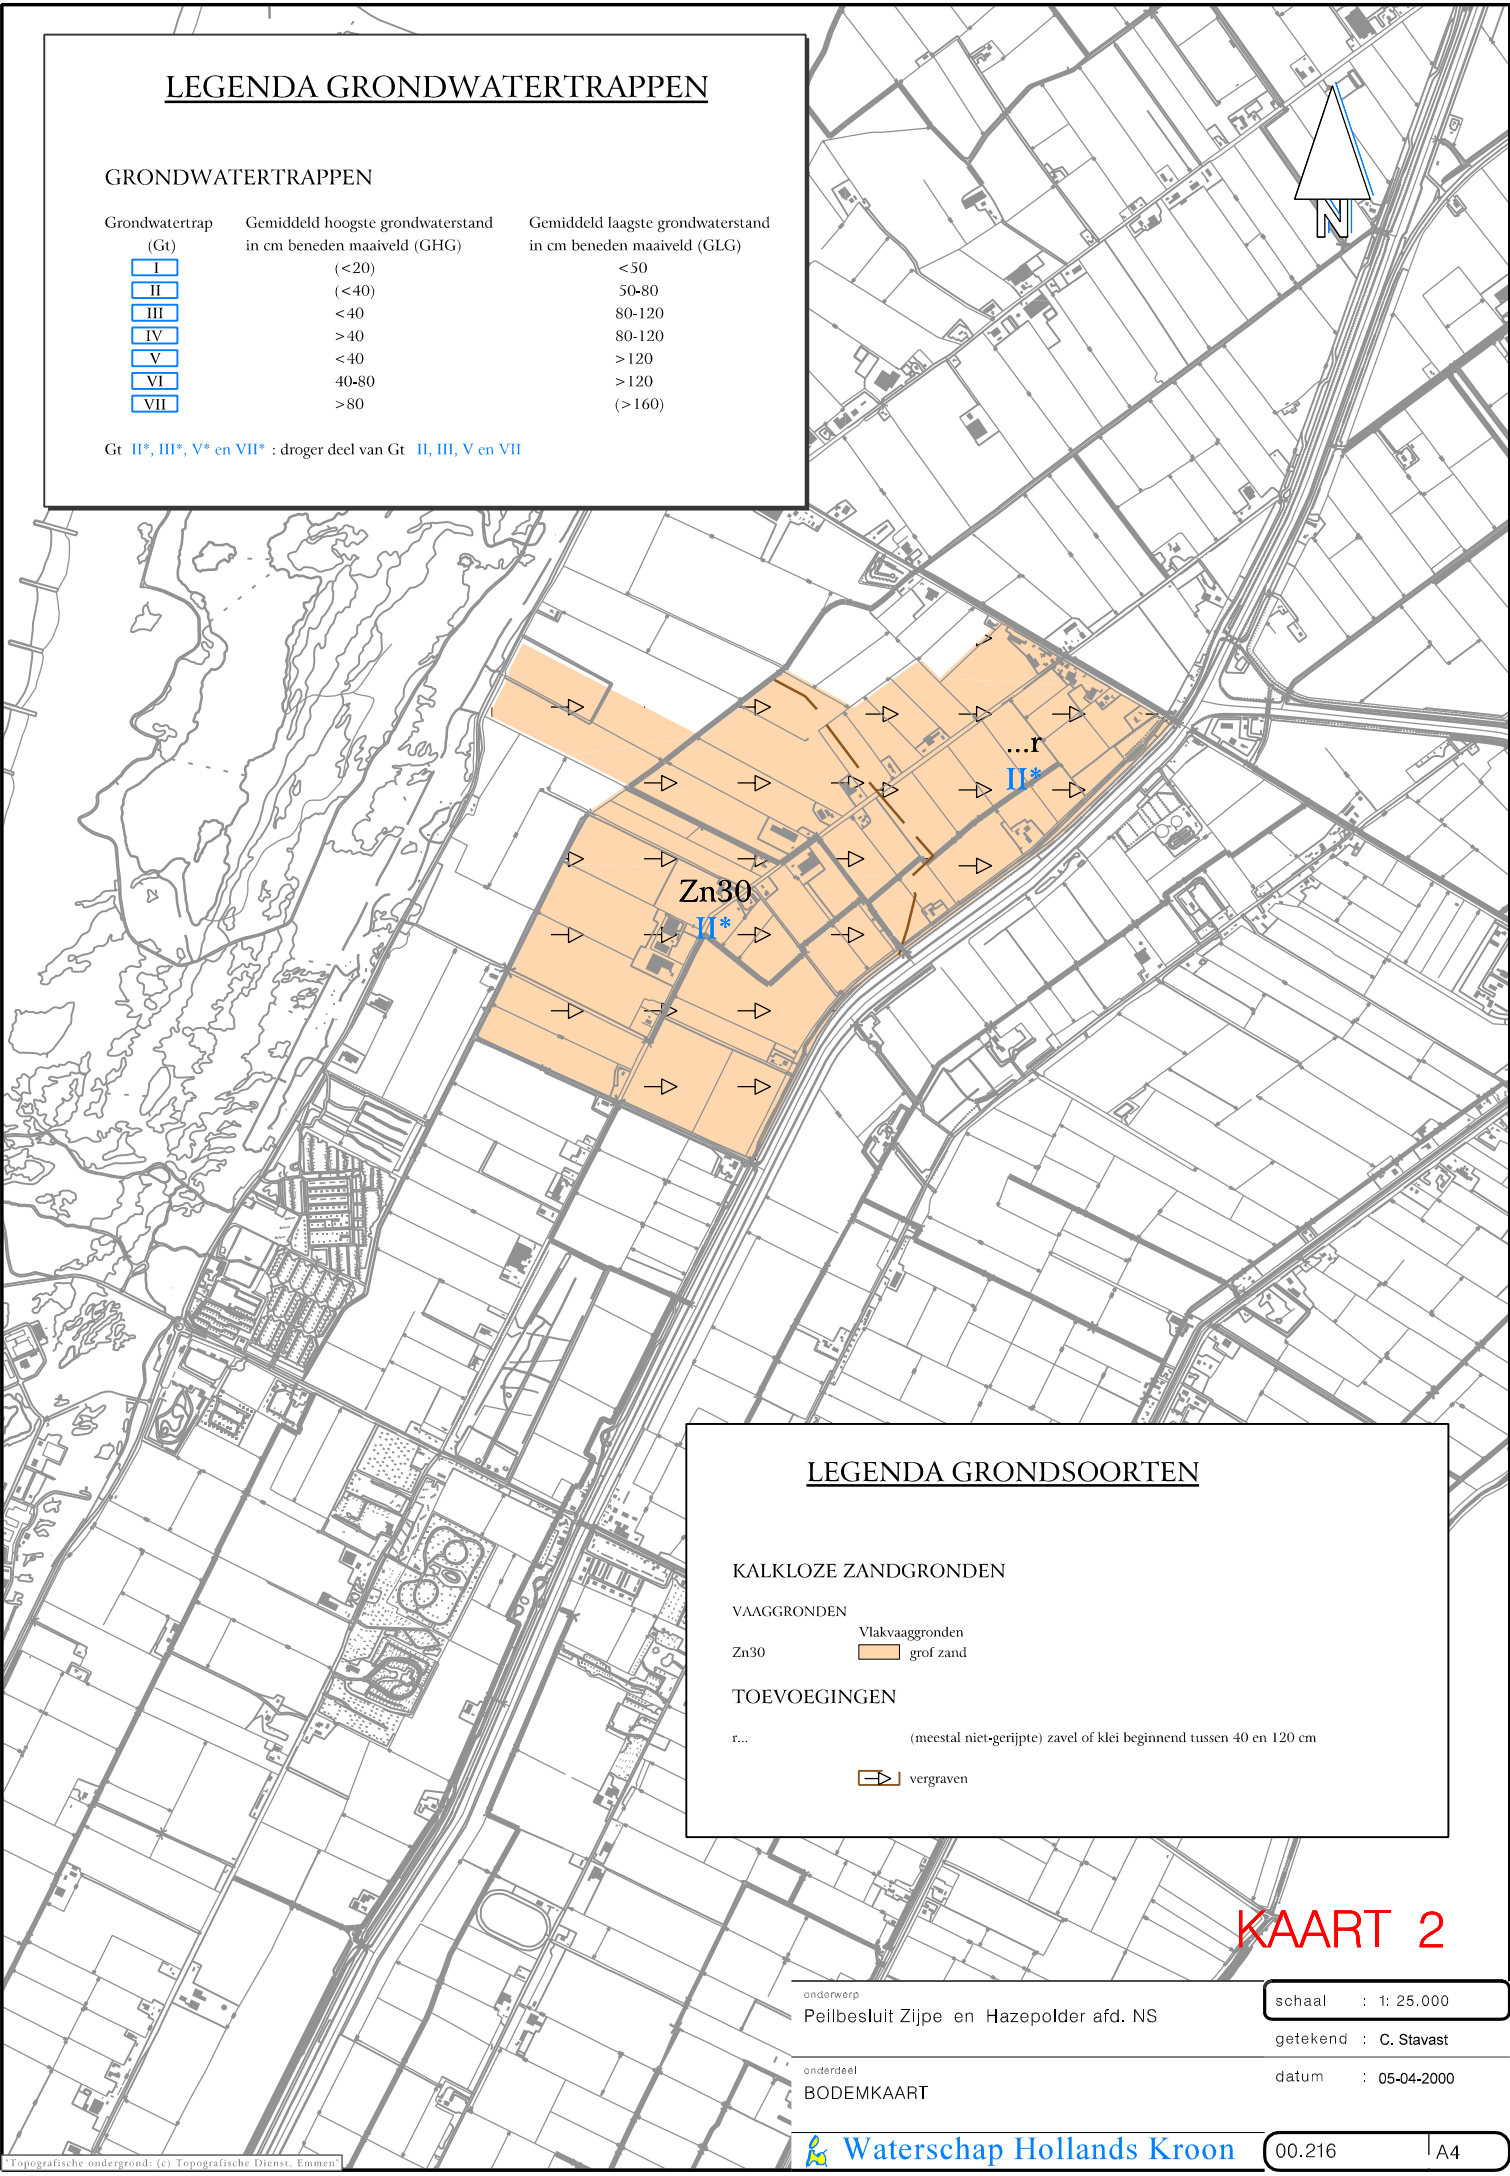 LEGENDA GRONDWATERTRAPPEN
GRONDWATERTRAPPEN
Grondwatertrap Gemiddeld hoogste grondwaterstand Gemiddeld laagste grondwaterstand
(Gt) in cm beneden maaiveld (GHG) in cm beneden maaiveld (GLG)
I (<20) <50
II (<40) 50-80
III <40 80-120
IV >40 80-120
V <40 >120
VI 40-80 >120
VII >80 (>160)
Gt II*, III*, V* en VII* : droger deel van Gt II, III, V en VII
N
...r
II*
Zn30
II*
LEGENDA GRONDSOORTEN
KALKLOZE ZANDGRONDEN
VAAGGRONDEN
Vlakvaaggronden
Zn30 grof zand
TOEVOEGINGEN
r... (meestal niet-gerijpte) zavel of klei beginnend tussen 40 en 120 cm
vergraven
KAART 2
onderwerp
Peilbesluit Zijpe en Hazepolder afd. NS
schaal : 1: 25.000
getekend : C. Stavast
onderdeel
BODEMKAART
datum : 05-04-2000
Waterschap Hollands Kroon
00.216 A4
"Topografische ondergrond: (c) Topografische Dienst, Emmen"